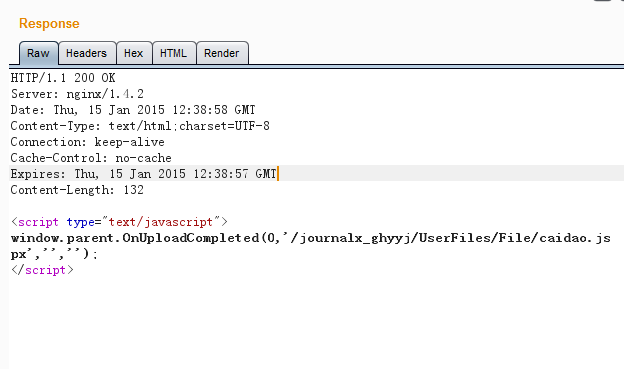 Response
Raw Headers Hex HTML Render
HTTP/1.1 200 OK
Server: nginx/1.4.2
Date: Thu, 15 Jan 2015 12:38:58 GMT
Content-Type: text/html;charset=UTF-8
Connection: keep-alive
Cache-Control: no-cache
Expires: Thu, 15 Jan 2015 12:38:57 GMT
Content-Length: 132
<script type="text/javascript">
window.parent.OnUploadCompleted(0,'/journalx_ghyyj/UserFiles/File/caidao.js
px','','');
</script>